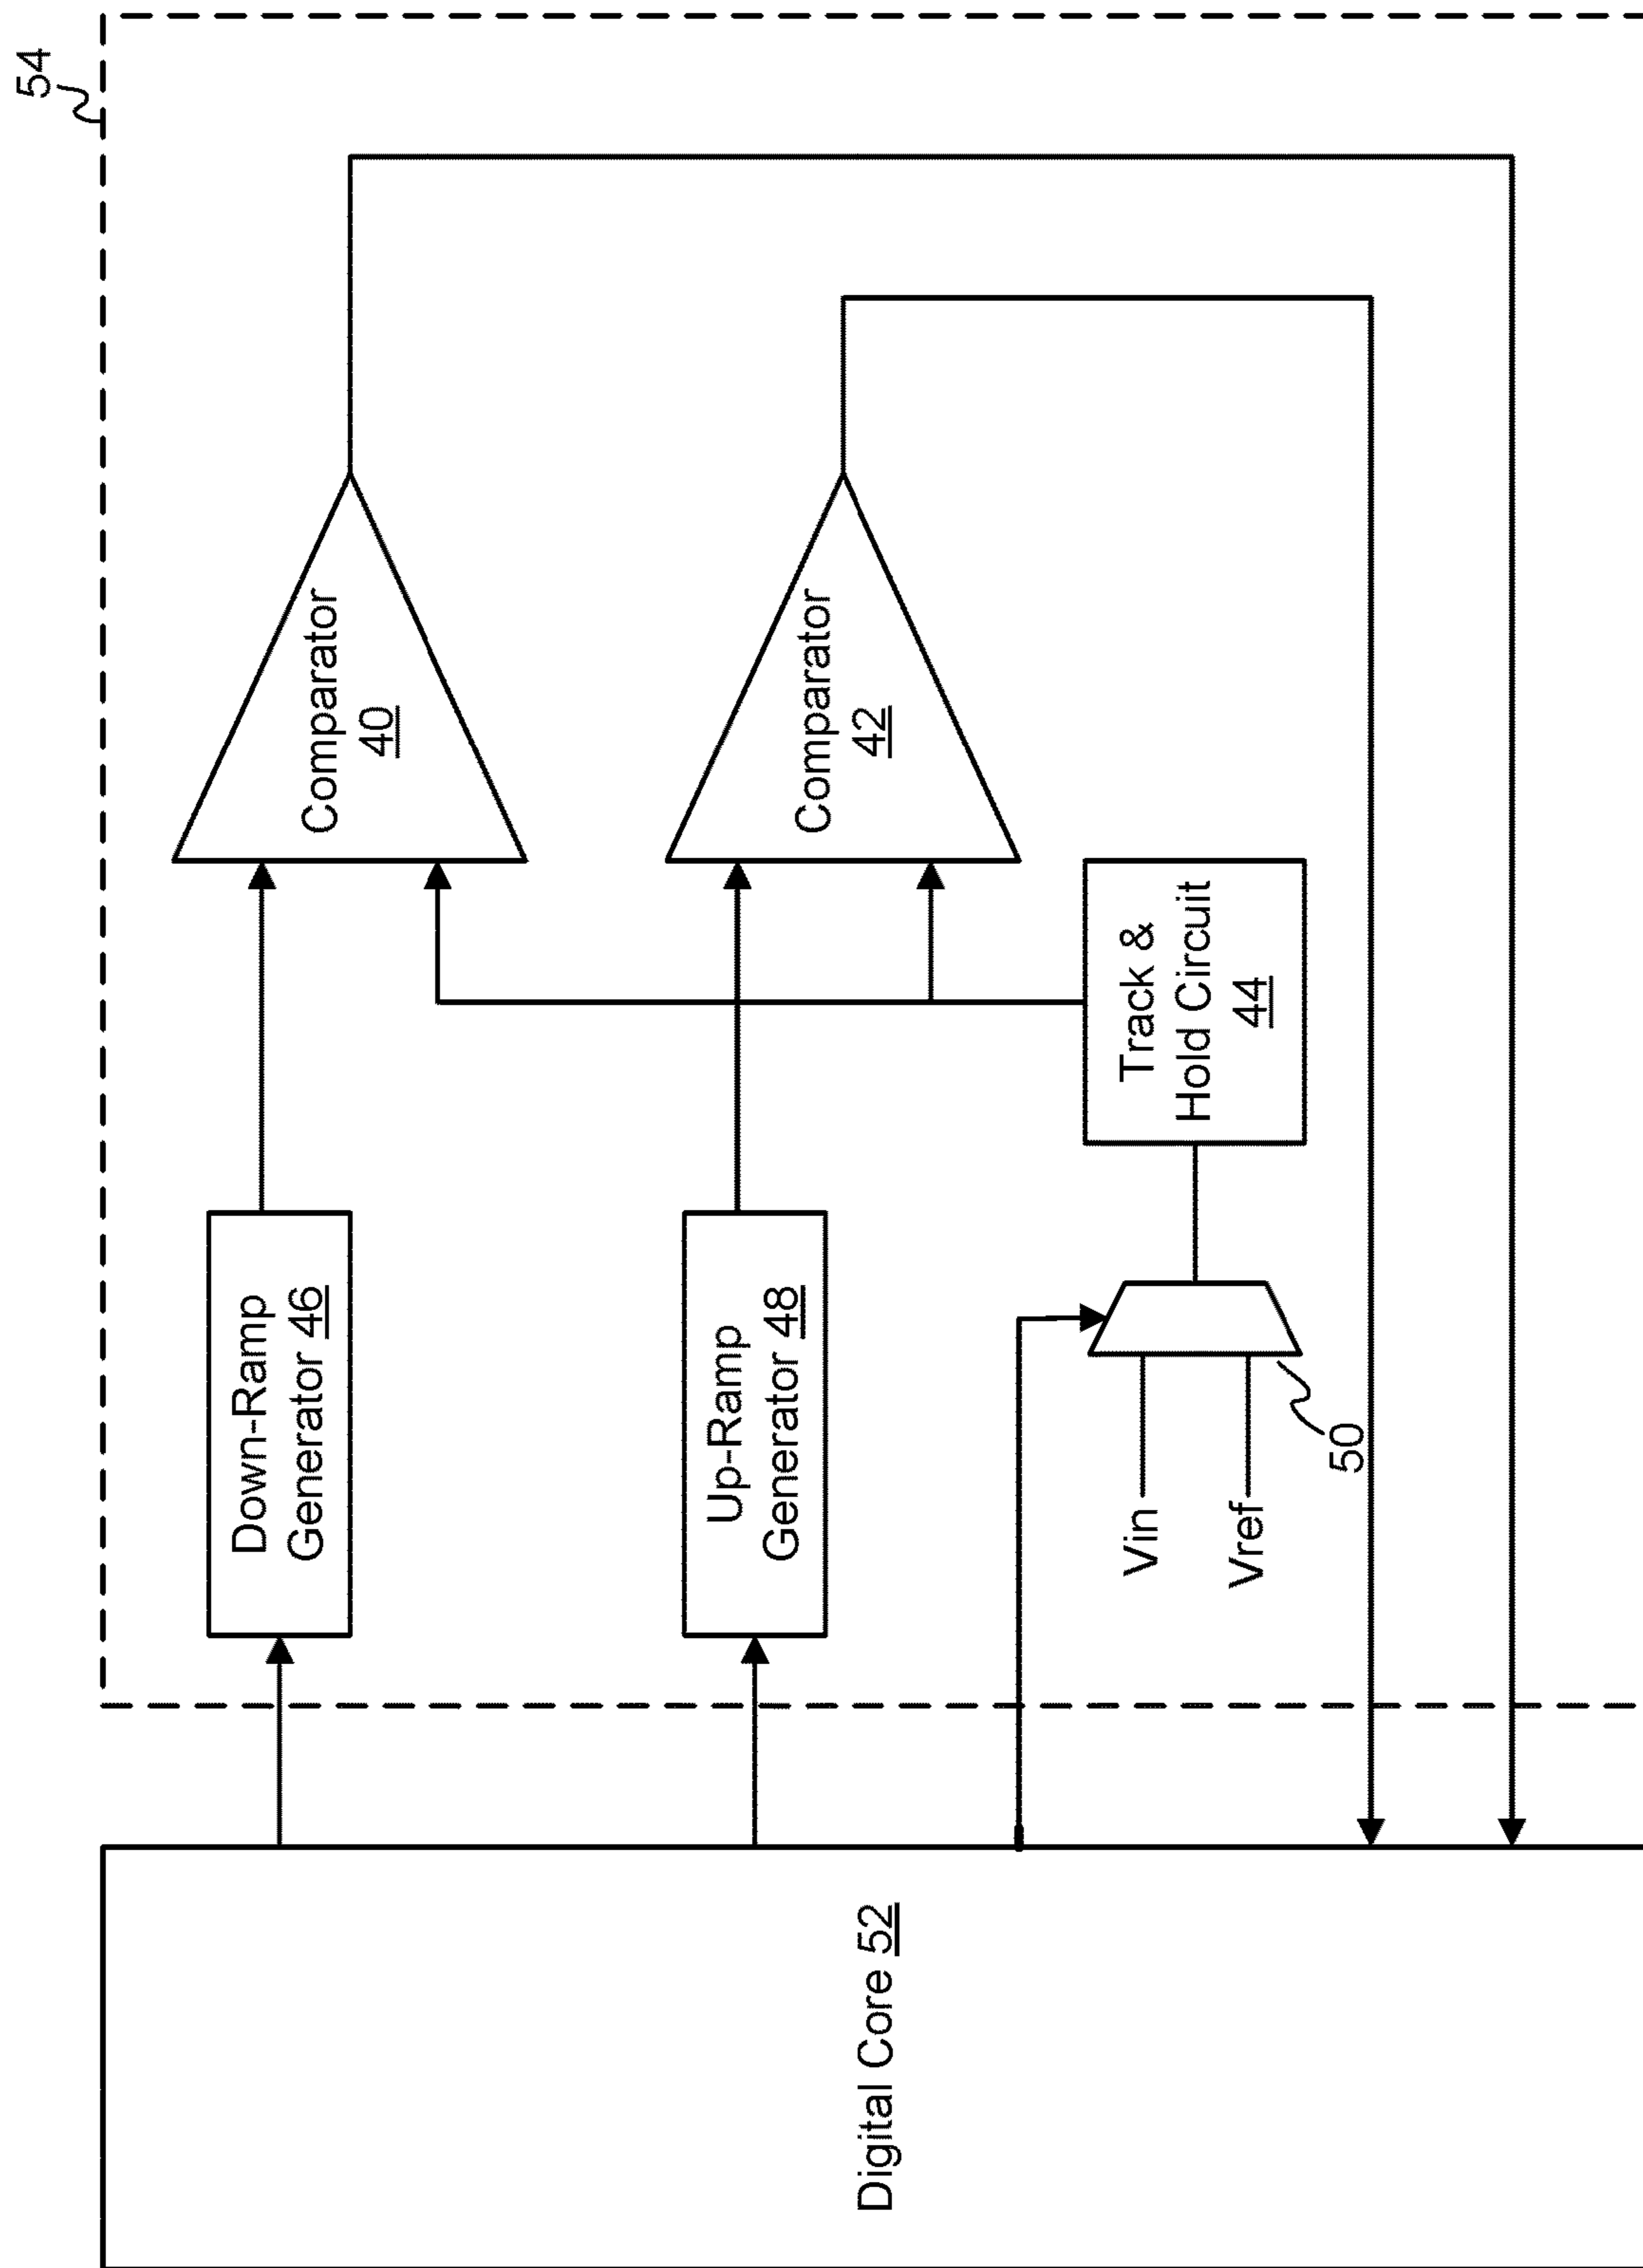 54
Down-Ramp
Generator 46
Comparator
40
Up-Ramp
Generator 48
Comparator
42
Track &
Hold Circuit
44
Vin
Vref
50
Digital Core 52